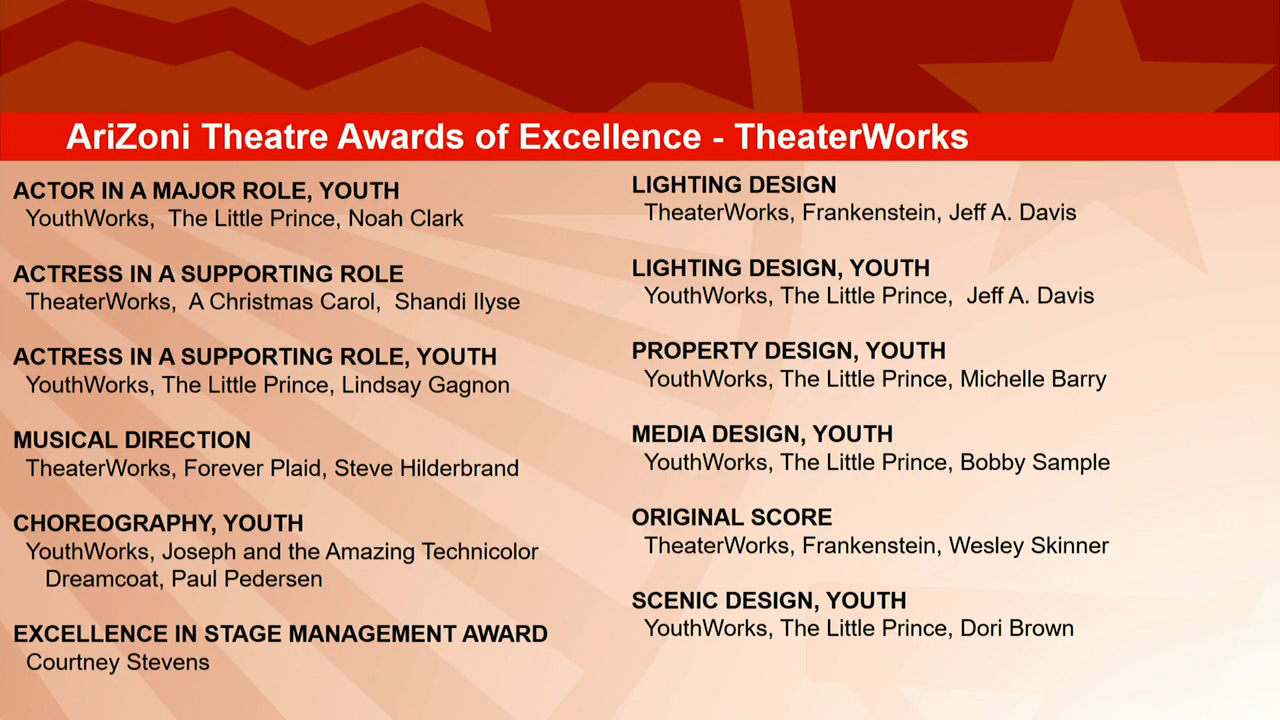 AriZoni Theatre Awards of Excellence - TheaterWorks
ACTOR IN A MAJOR ROLE, YOUTH
YouthWorks, The Little Prince, Noah Clark
ACTRESS IN A SUPPORTING ROLE
TheaterWorks, A Christmas Carol, Shandi Ilyse
ACTRESS IN A SUPPORTING ROLE, YOUTH
YouthWorks, The Little Prince, Lindsay Gagnon
MUSICAL DIRECTION
TheaterWorks, Forever Plaid, Steve Hilderbrand
CHOREOGRAPHY, YOUTH
YouthWorks, Joseph and the Amazing Technicolor
Dreamcoat, Paul Pedersen
EXCELLENCE IN STAGE MANAGEMENT AWARD
Courtney Stevens
LIGHTING DESIGN
TheaterWorks, Frankenstein, Jeff A. Davis
LIGHTING DESIGN, YOUTH
YouthWorks, The Little Prince, Jeff A. Davis
PROPERTY DESIGN, YOUTH
YouthWorks, The Little Prince, Michelle Barry
MEDIA DESIGN, YOUTH
YouthWorks, The Little Prince, Bobby Sample
ORIGINAL SCORE
TheaterWorks, Frankenstein, Wesley Skinner
SCENIC DESIGN, YOUTH
YouthWorks, The Little Prince, Dori Brown